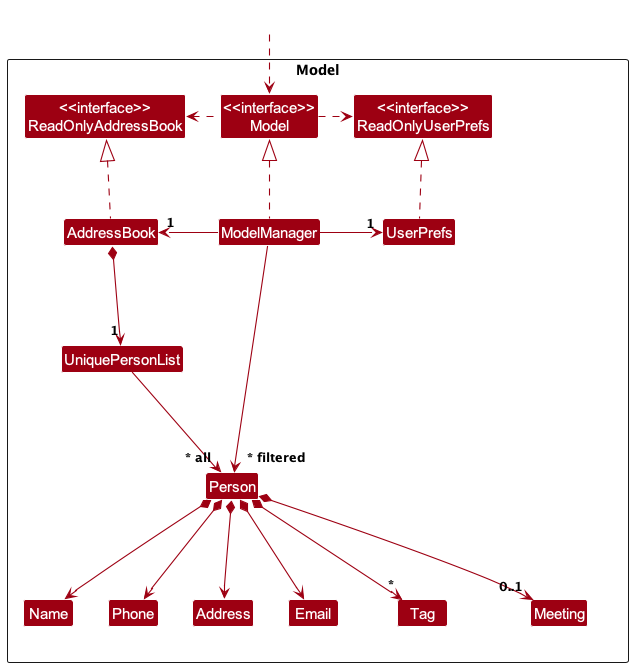 Model
<<interface>>
ReadOnlyAddressBook
<<interface>>
Model
<<interface>>
ReadOnlyUserPrefs
AddressBook
1
ModelManager
1
UserPrefs
1
UniquePersonList
* all
* filtered
Person
*
0..1
Name
Phone
Address
Email
Tag
Meeting